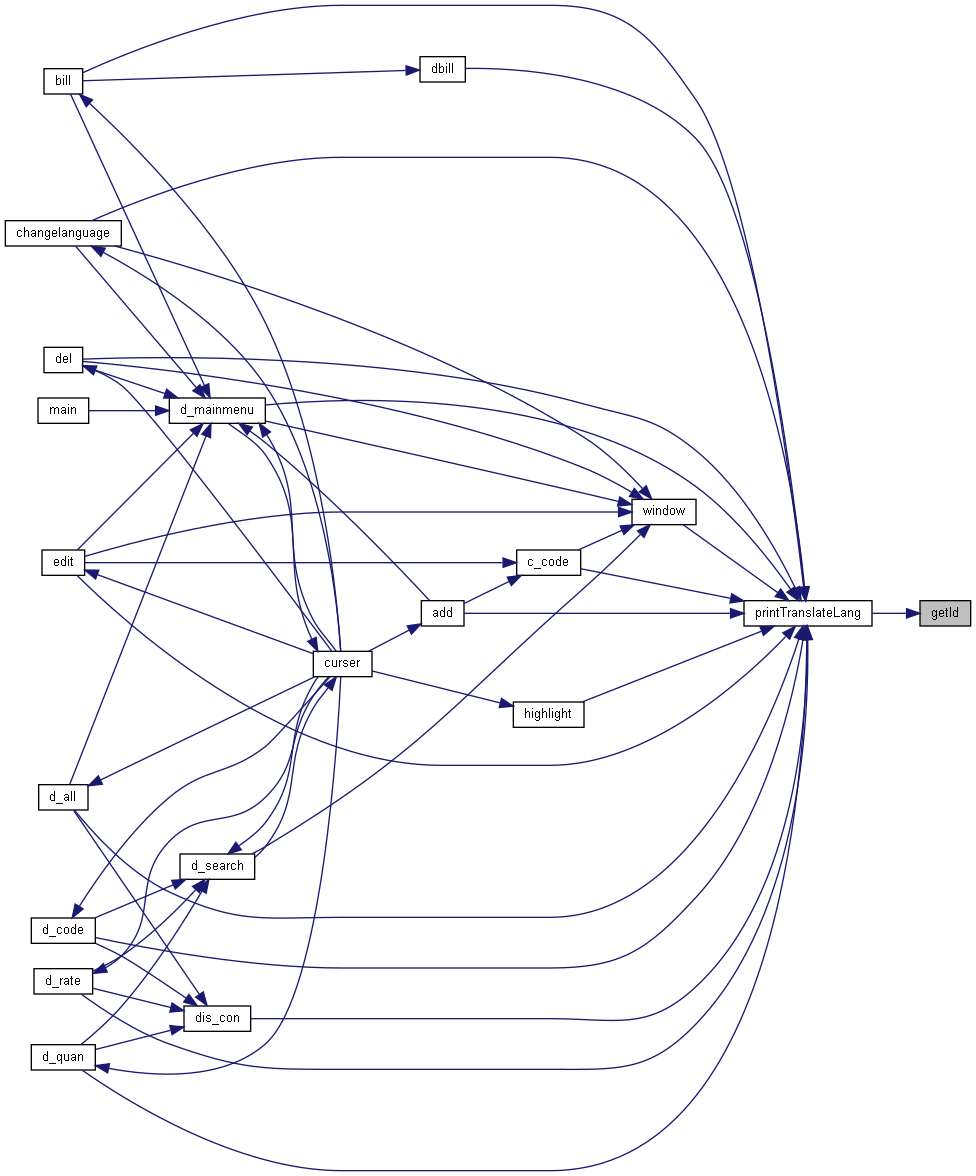 bill
dbill
changelanguage
del
main
d_mainmenu
window
edit
c_code
add
printTranslateLang
getId
curser
highlight
d_all
d_search
d_code
d_rate
dis_con
d_quan